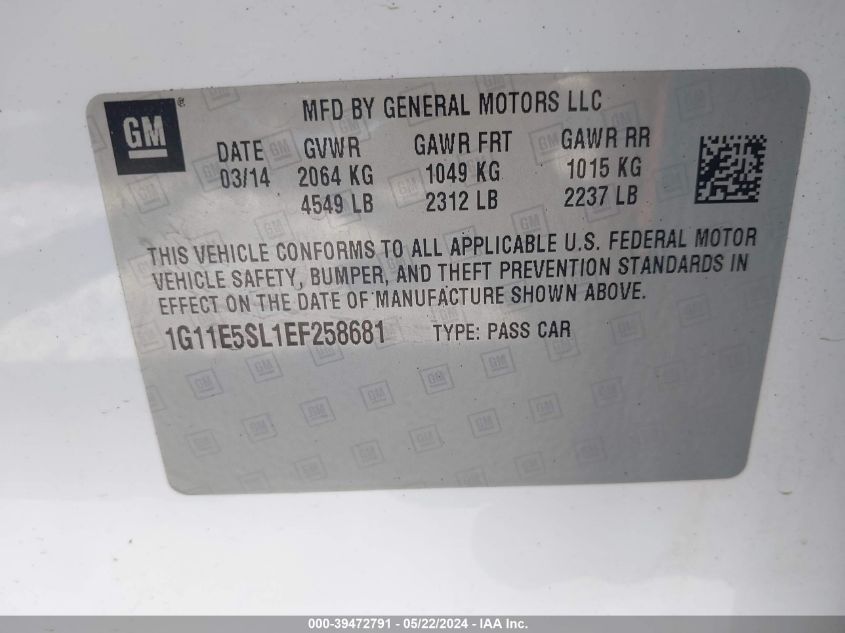 GM®
MFD BY GENERAL MOTORS LLC
DATE GVWR GAWR FRT GAWR RR
03/14 2064 KG 1049 KG 1015 KG
4549 LB 2312 LB 2237 LB
THIS VEHICLE CONFORMS TO ALL APPLICABLE U.S. FEDERAL MOTOR
VEHICLE SAFETY, BUMPER, AND THEFT PREVENTION STANDARDS IN
EFFECT ON THE DATE OF MANUFACTURE SHOWN ABOVE.
1G11E5SL1EF258681 TYPE: PASS CAR
000-39472791 - 05/22/2024 - IAAI Inc.